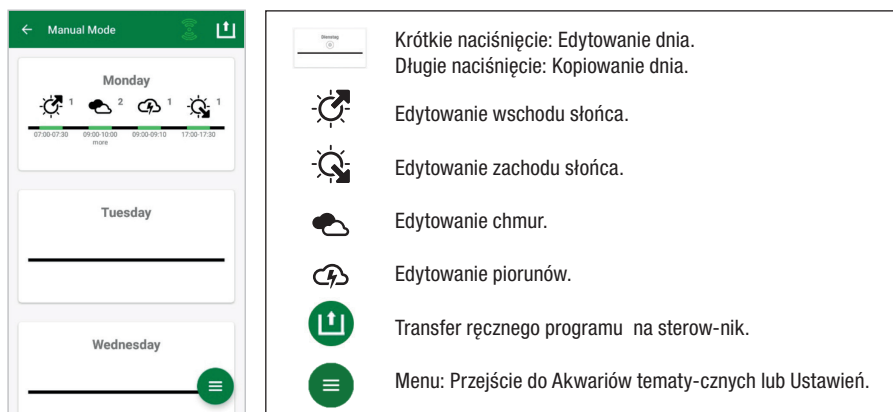 Manual Mode
Monday
1 2 1 1
07:00-07:30 09:00-10:00 09:00-09:10 17:00-17:30
more
Tuesday
Wednesday
Dienstag
Krótkie naciśnięcie: Edytowanie dnia.
Długie naciśnięcie: Kopiowanie dnia.
Edytowanie wschodu słońca.
Edytowanie zachodu słońca.
Edytowanie chmur.
Edytowanie piorunów.
Transfer ręcznego programu  na sterow-nik.
Menu: Przejście do Akwariów tematy-cznych lub Ustawień.